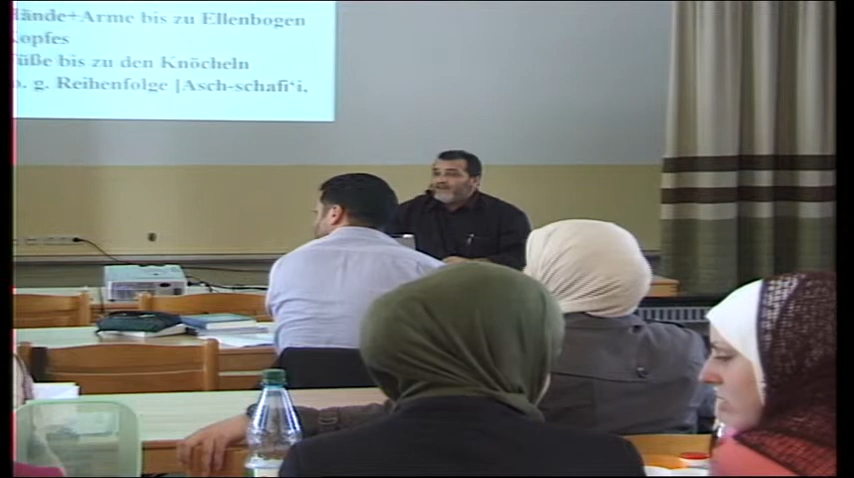 Hände+Arme bis zu Ellenbogen
Kopfes
Füße bis zu den Knöcheln
o. g. Reihenfolge |Asch-schafi‘i.